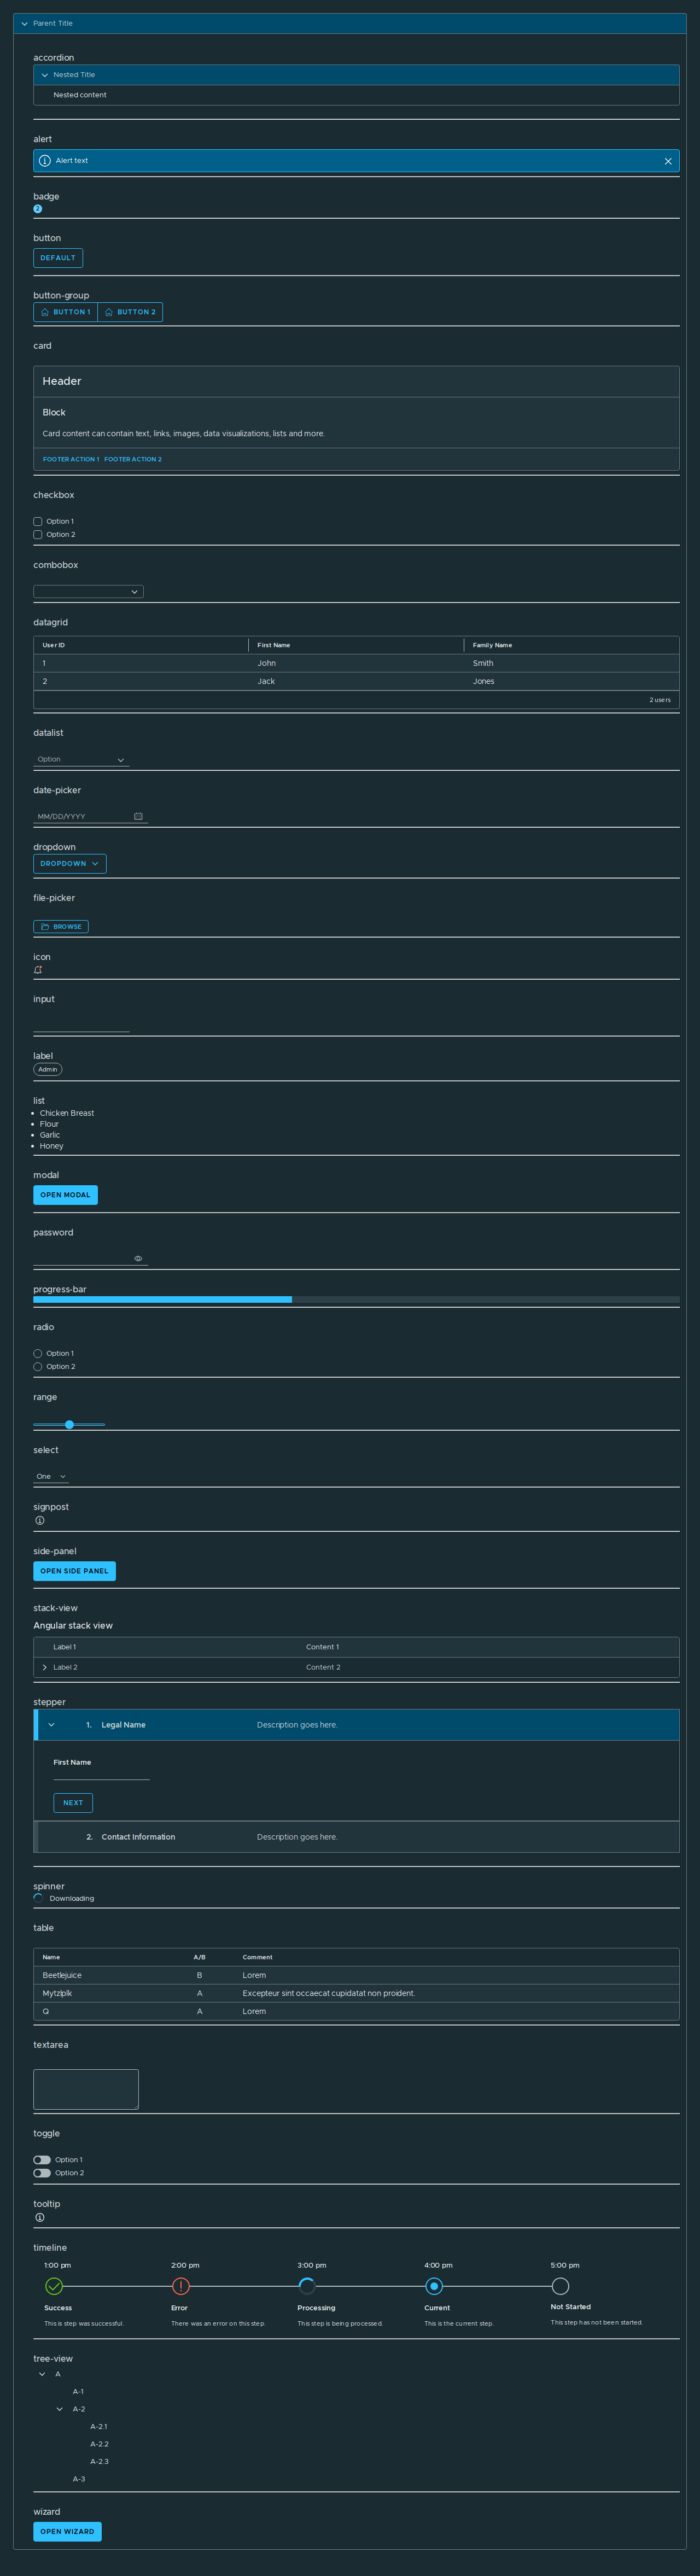 Parent Title
accordion
Nested Title
Nested content
alert
Alert text
badge
2
button
DEFAULT
button-group
BUTTON 1 BUTTON 2
card
Header
Block
Card content can contain text, links, images, data visualizations, lists and more.
FOOTER ACTION 1 FOOTER ACTION 2
checkbox
Option 1
Option 2
combobox
datagrid
User ID First Name Family Name
1 John Smith
2 Jack Jones
2 users
datalist
Option
date-picker
MM/DD/YYYY
dropdown
DROPDOWN
file-picker
BROWSE
icon
input
label
Admin
list
Chicken Breast
Flour
Garlic
Honey
modal
OPEN MODAL
password
progress-bar
radio
Option 1
Option 2
range
select
One
signpost
side-panel
OPEN SIDE PANEL
stack-view
Angular stack view
Label 1 Content 1
Label 2 Content 2
stepper
1. Legal Name Description goes here.
First Name
NEXT
2. Contact Information Description goes here.
spinner
Downloading
table
Name A/B Comment
Beetlejuice B Lorem
Mytzlplk A Excepteur sint occaecat cupidatat non proident.
Q A Lorem
textarea
toggle
Option 1
Option 2
tooltip
timeline
1:00 pm 2:00 pm 3:00 pm 4:00 pm 5:00 pm
Success Error Processing Current Not Started
This is step was successful. There was an error on this step. This step is being processed. This is the current step. This step has not been started.
tree-view
A
A-1
A-2
A-2.1
A-2.2
A-2.3
A-3
wizard
OPEN WIZARD